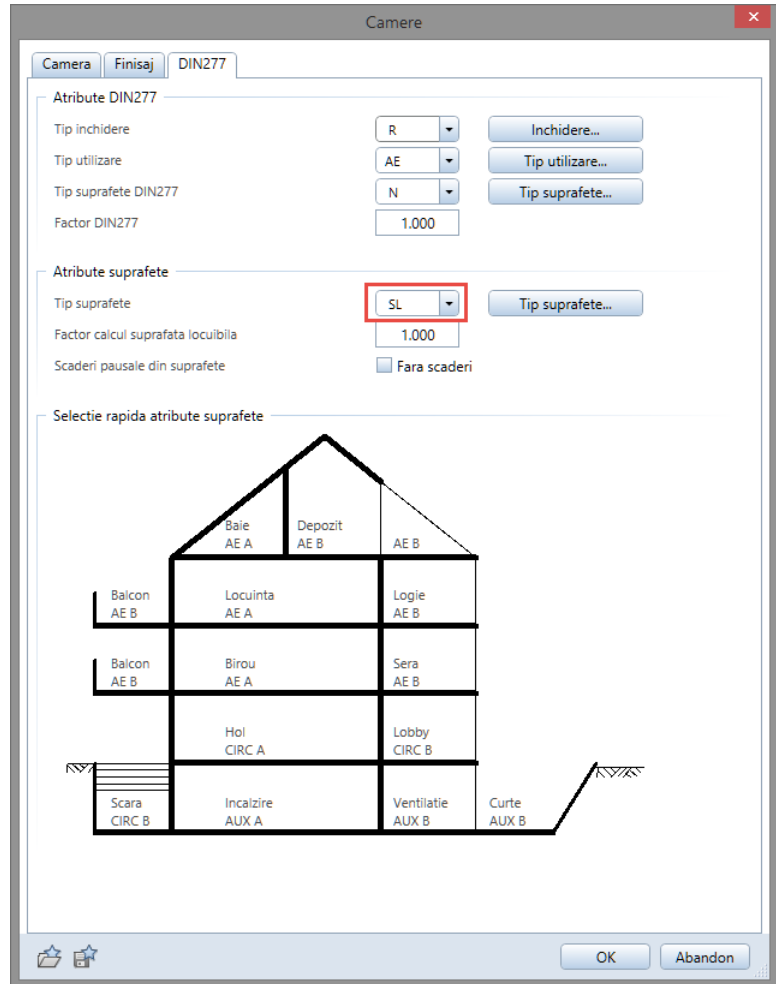 Camere
Camera Finisaj DIN277
Atribute DIN277
Tip inchidere R Inchidere...
Tip utilizare AE Tip utilizare...
Tip suprafete DIN277 N Tip suprafete...
Factor DIN277 1.000
Atribute suprafete
Tip suprafete SL Tip suprafete...
Factor calcul suprafata locuibila 1.000
Scaderi pausale din suprafete Fara scaderi
Selectie rapida atribute suprafete
Baie Depozit
AE A AE B AE B
Balcon Locuinta Logie
AE B AE A AE B
Balcon Birou Sera
AE B AE A AE B
Hol Lobby
CIRC A CIRC B
Scara Incalzire Ventilatie Curte
CIRC B AUX A AUX B AUX B
OK Abandon